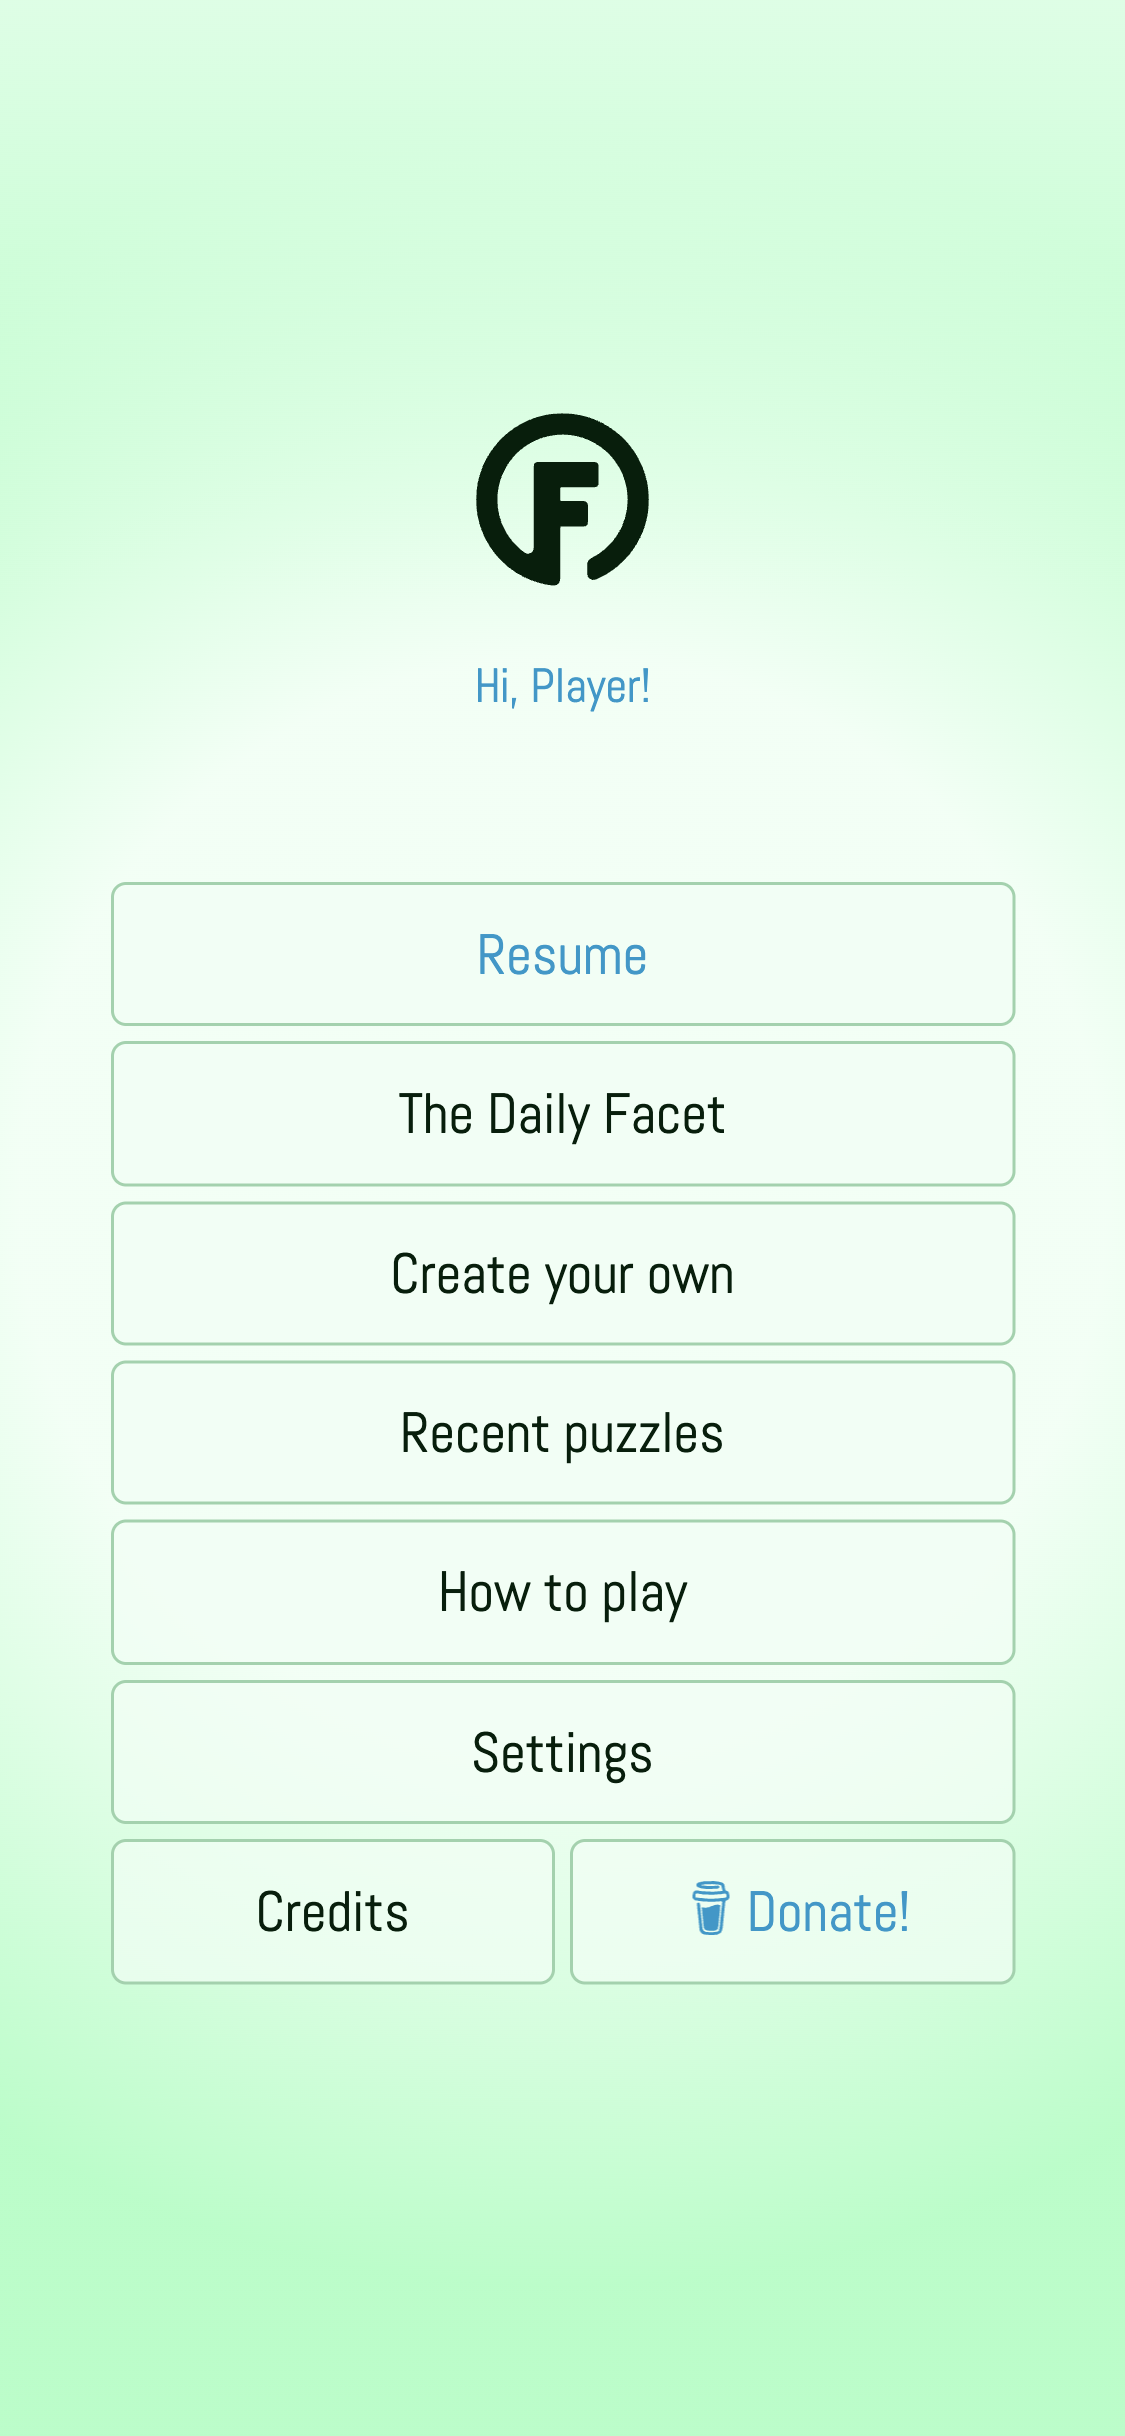 F
Hi, Player!
Resume
The Daily Facet
Create your own
Recent puzzles
How to play
Settings
Credits
Donate!